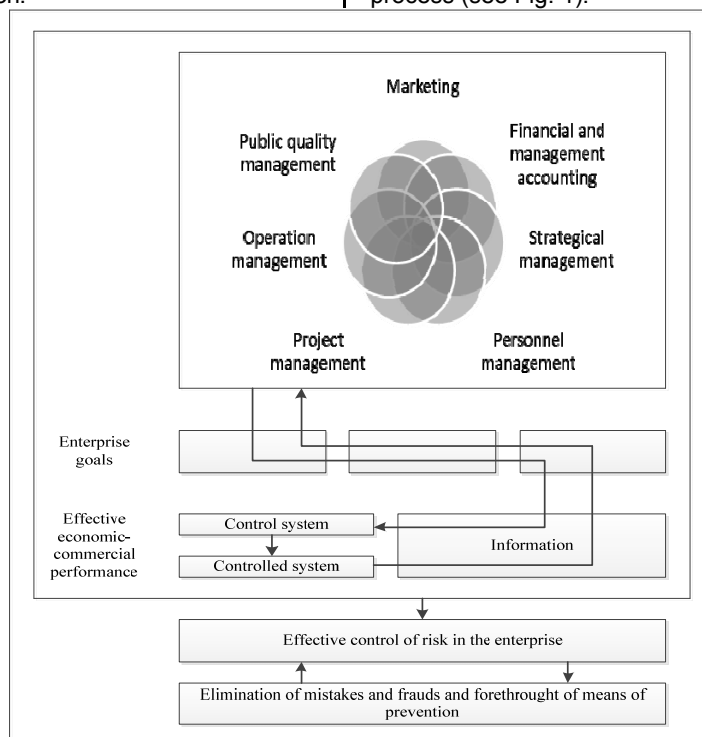 process (see Fig. 1).
Marketing
Public quality
management
Financial and
management
accounting
Operation
management
Strategical
management
Project
management
Personnel
management
Enterprise
goals
Effective
economic-
commercial
performance
Control system
Controlled system
Information
Effective control of risk in the enterprise
Elimination of mistakes and frauds and forethrought of means of
prevention